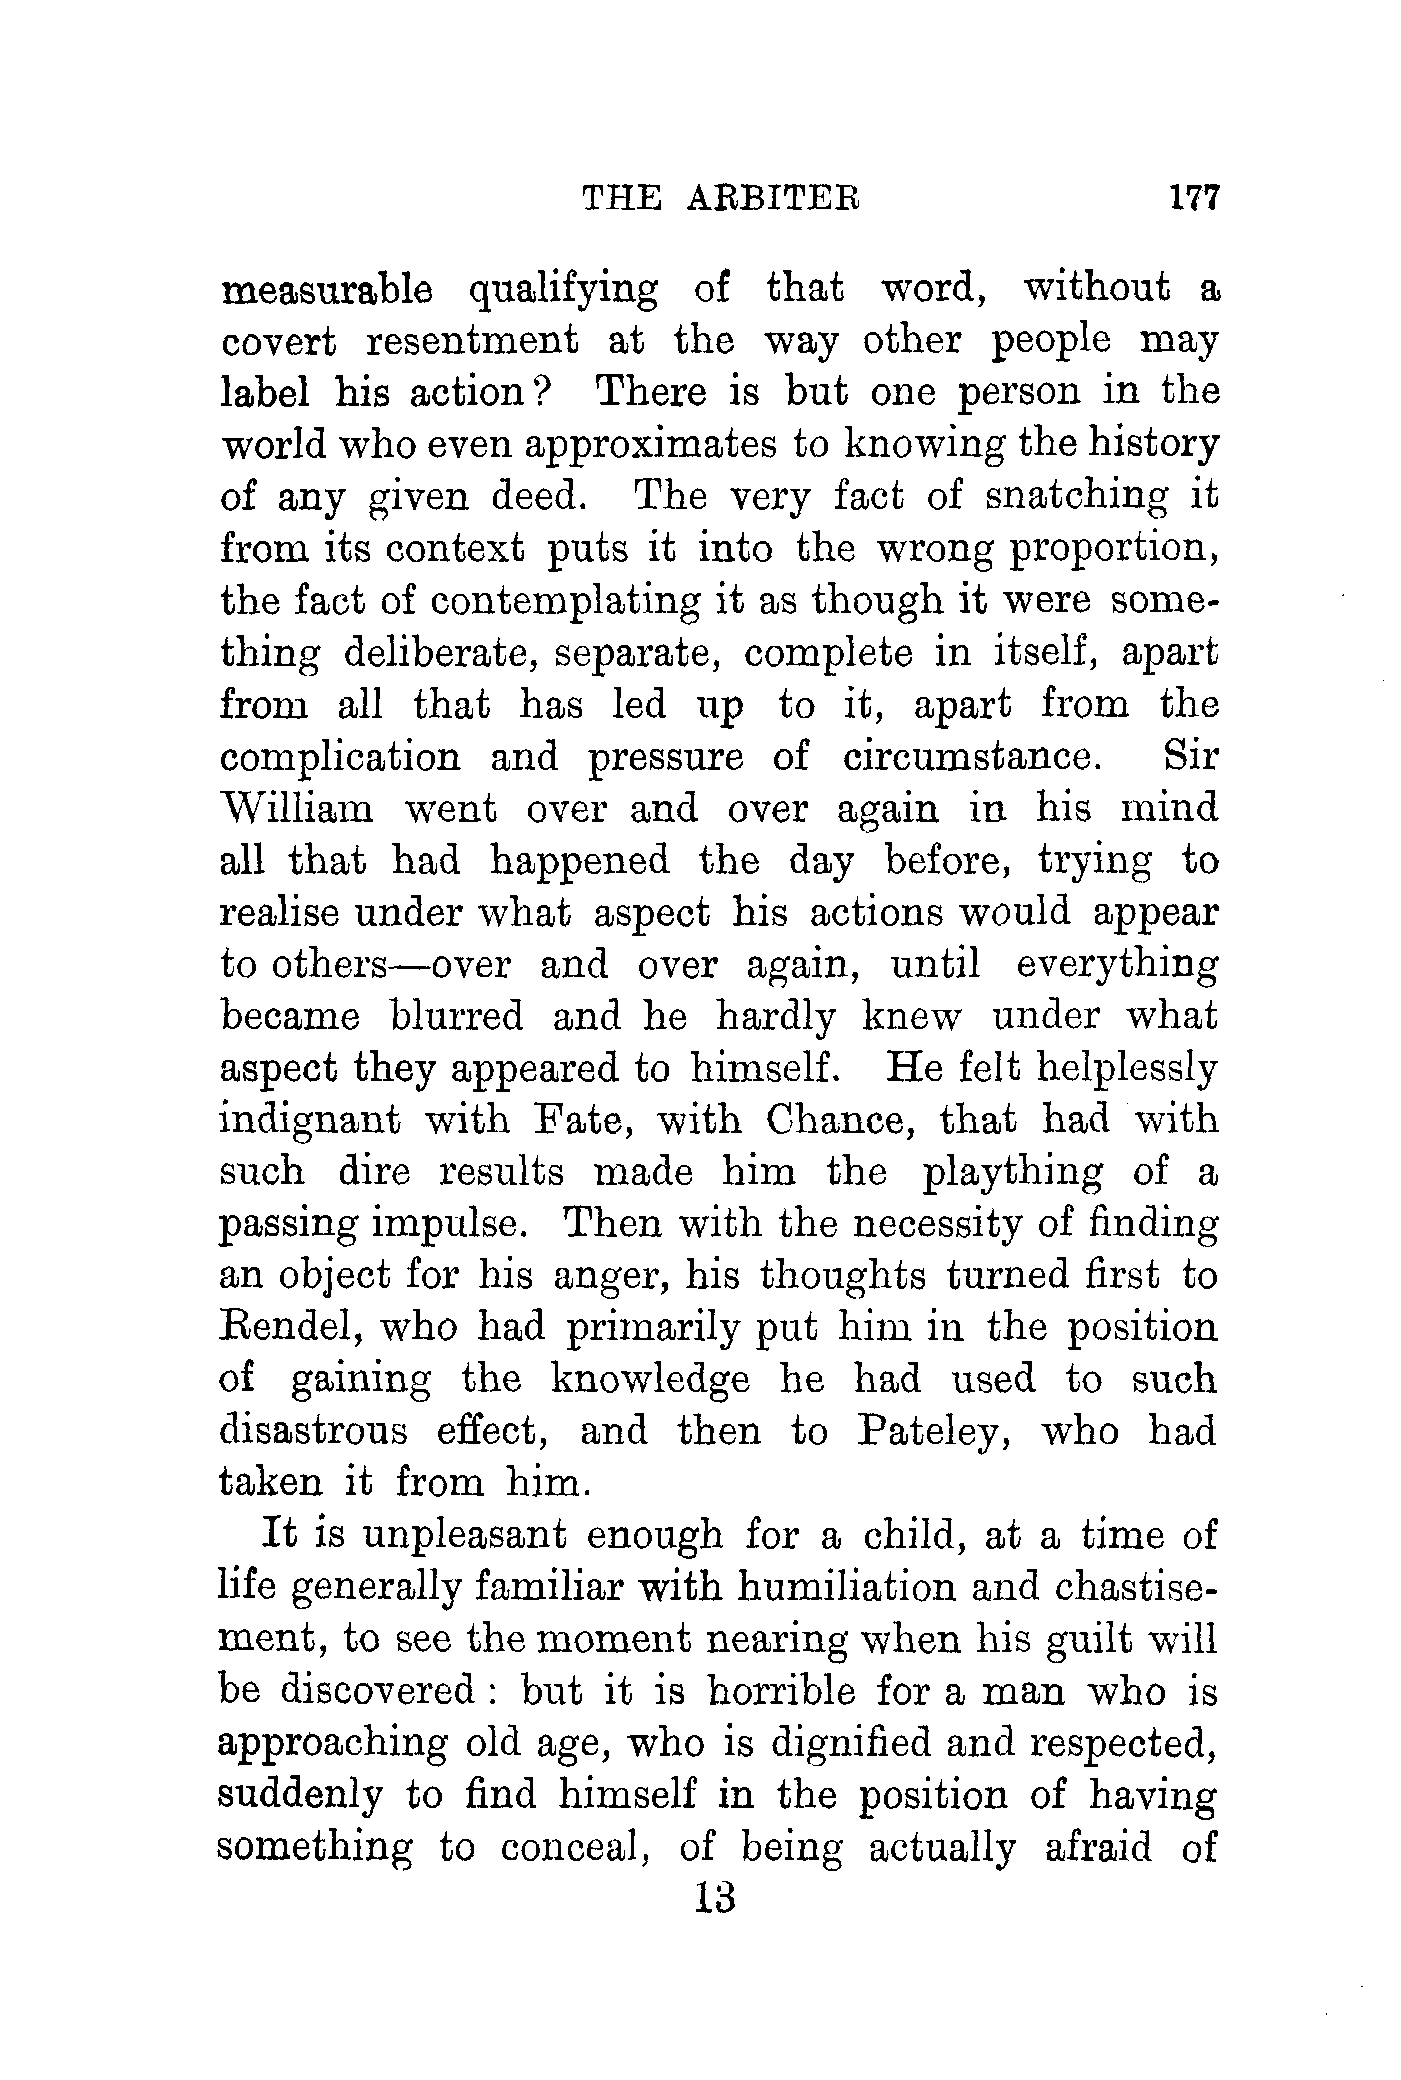 THE ARBITER 177
measurable qualifying of that word, without a
covert resentment at the way other people may
label his action? There is but one person in the
world who even approximates to knowing the history
of any given deed. The very fact of snatching it
from its context puts it into the wrong proportion,
the fact of contemplating it as though it were some-
thing deliberate, separate, complete in itself, apart
from all that has led up to it, apart from the
complication and pressure of circumstance. Sir
William went over and over again in his mind
all that had happened the day before, trying to
realise under what aspect his actions would appear
to others—over and over again, until everything
became blurred and he hardly knew under what
aspect they appeared to himself. He felt helplessly
indignant with Fate, with Chance, that had with
such dire results made him the plaything of a
passing impulse. Then with the necessity of finding
an object for his anger, his thoughts turned first to
Rendel, who had primarily put him in the position
of gaining the knowledge he had used to such
disastrous effect, and then to Pateley, who had
taken it from him.
It is unpleasant enough for a child, at a time of
life generally familiar with humiliation and chastise-
ment, to see the moment nearing when his guilt will
be discovered: but it is horrible for a man who is
approaching old age, who is dignified and respected,
suddenly to find himself in the position of having
something to conceal, of being actually afraid of
13